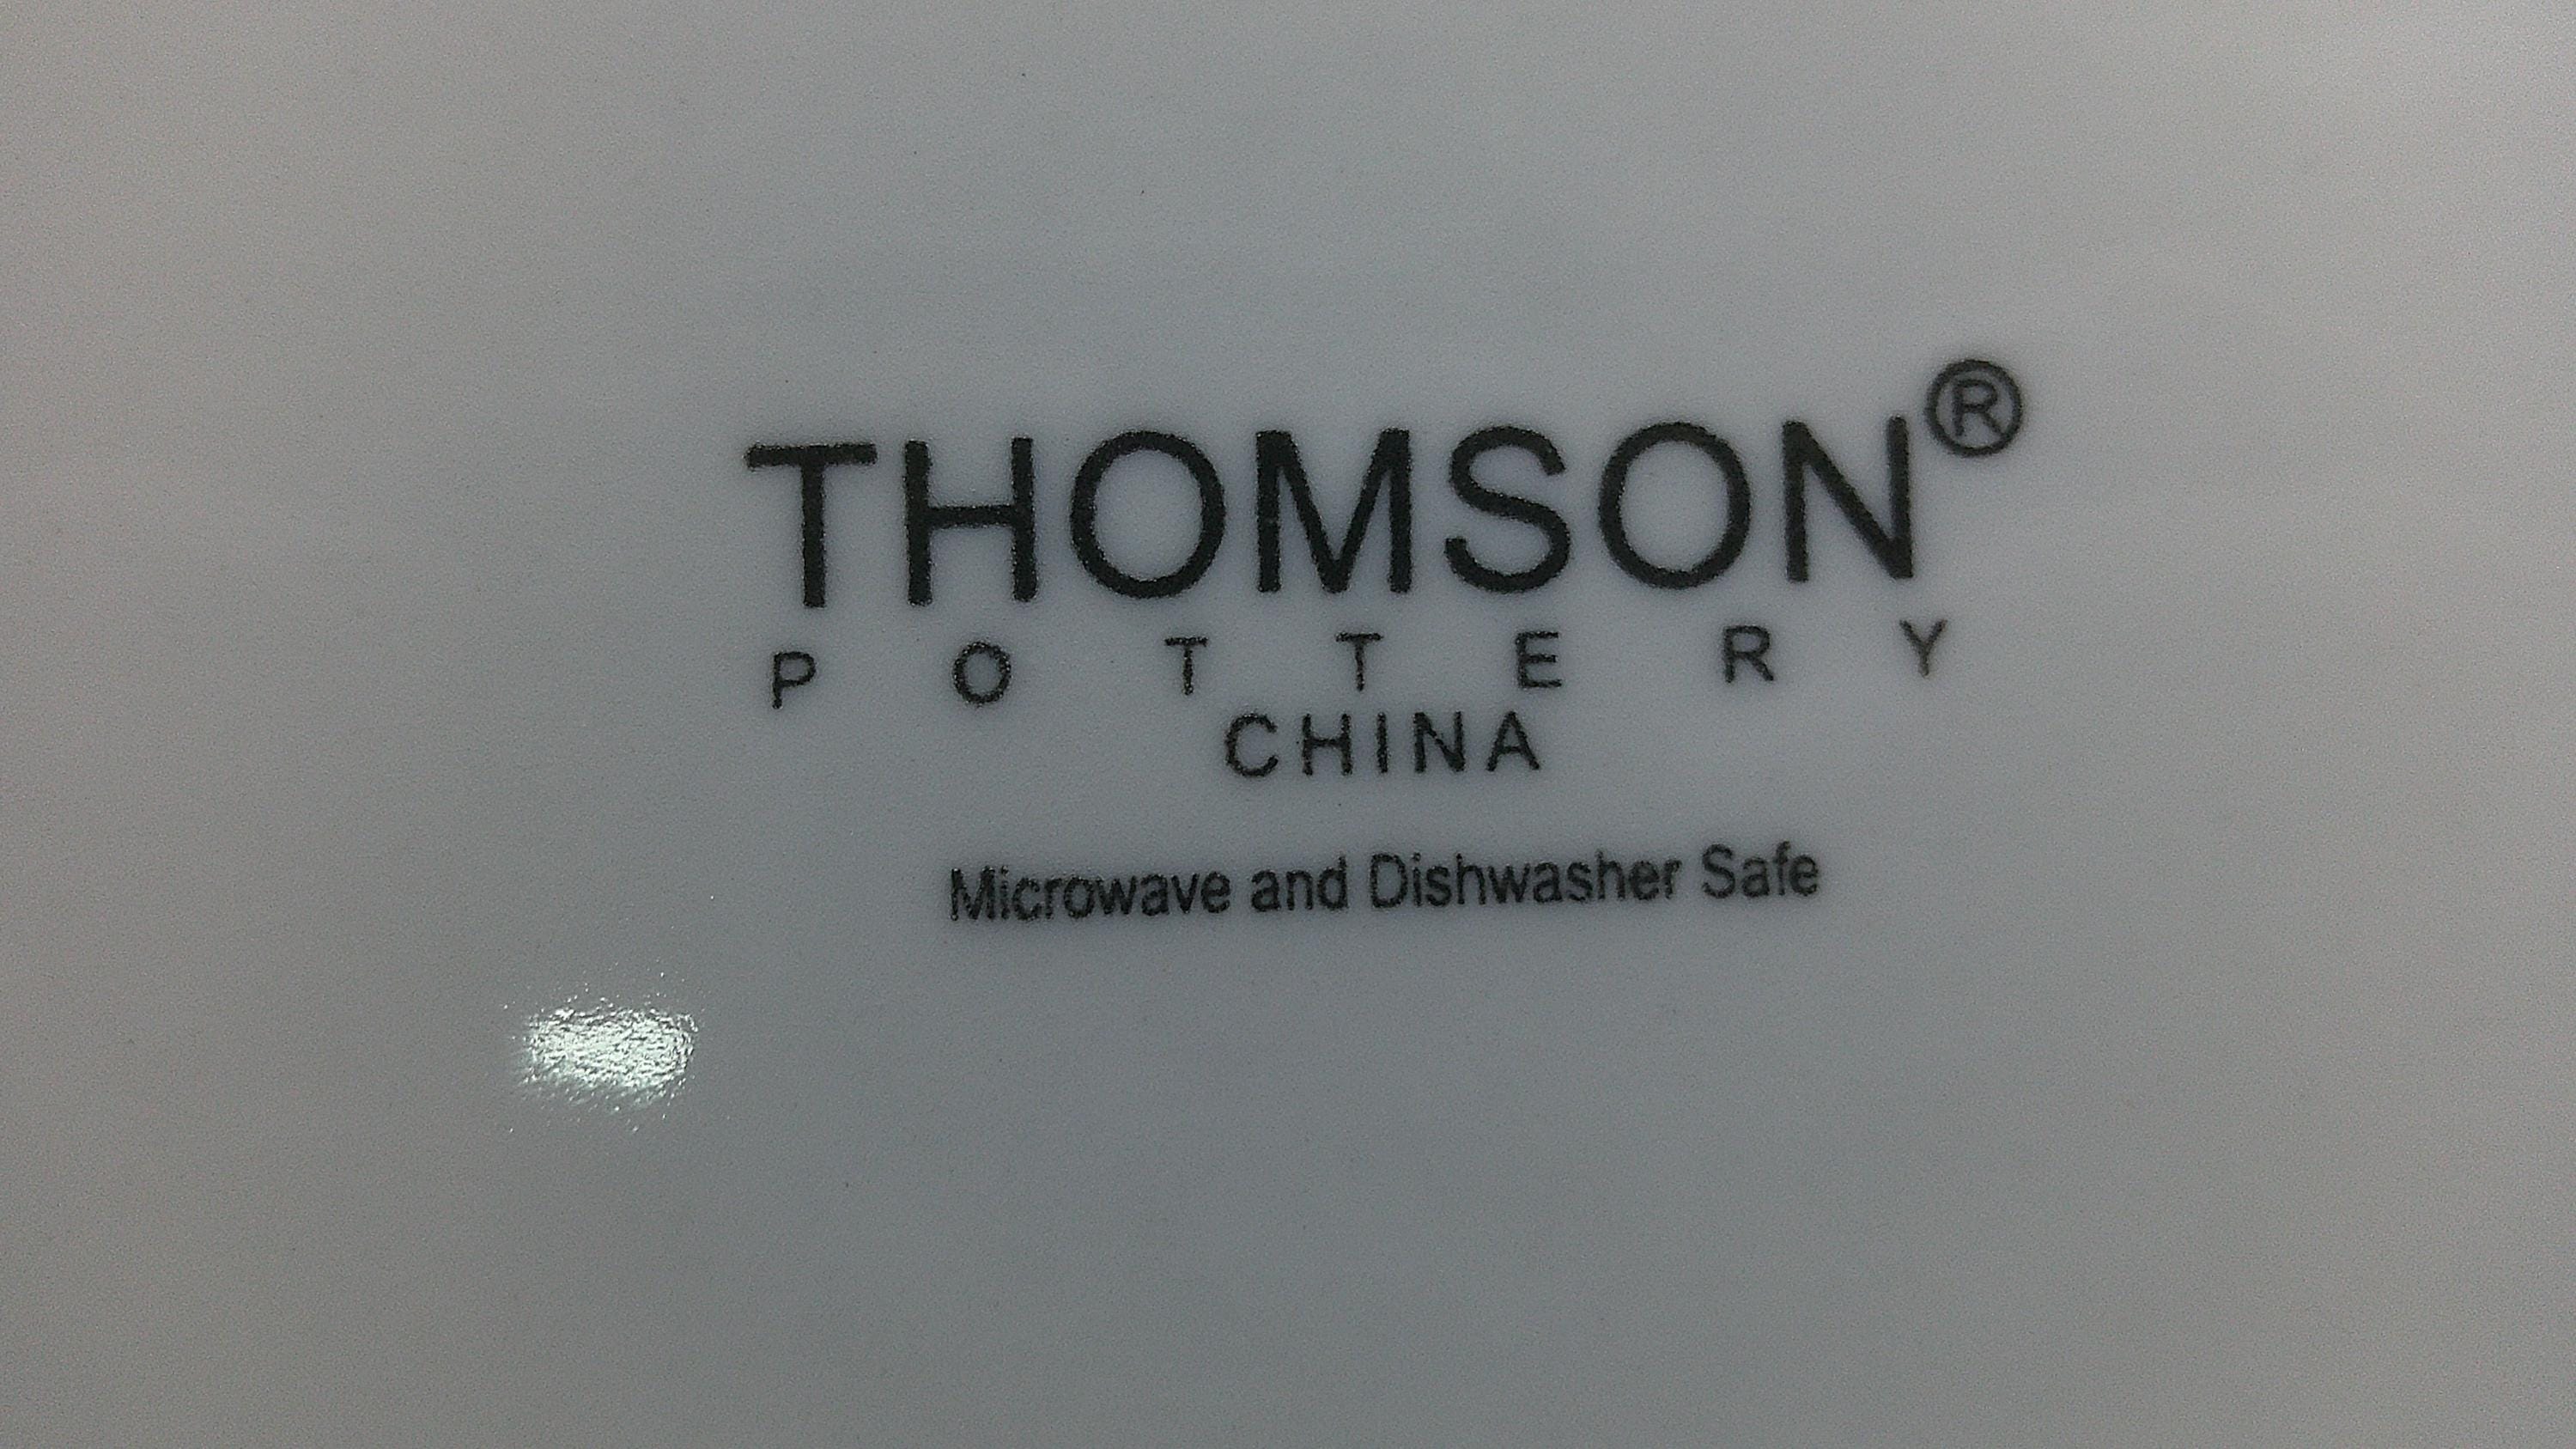 THOMSON®
POTTERY
CHINA
Microwave and Dishwasher Safe